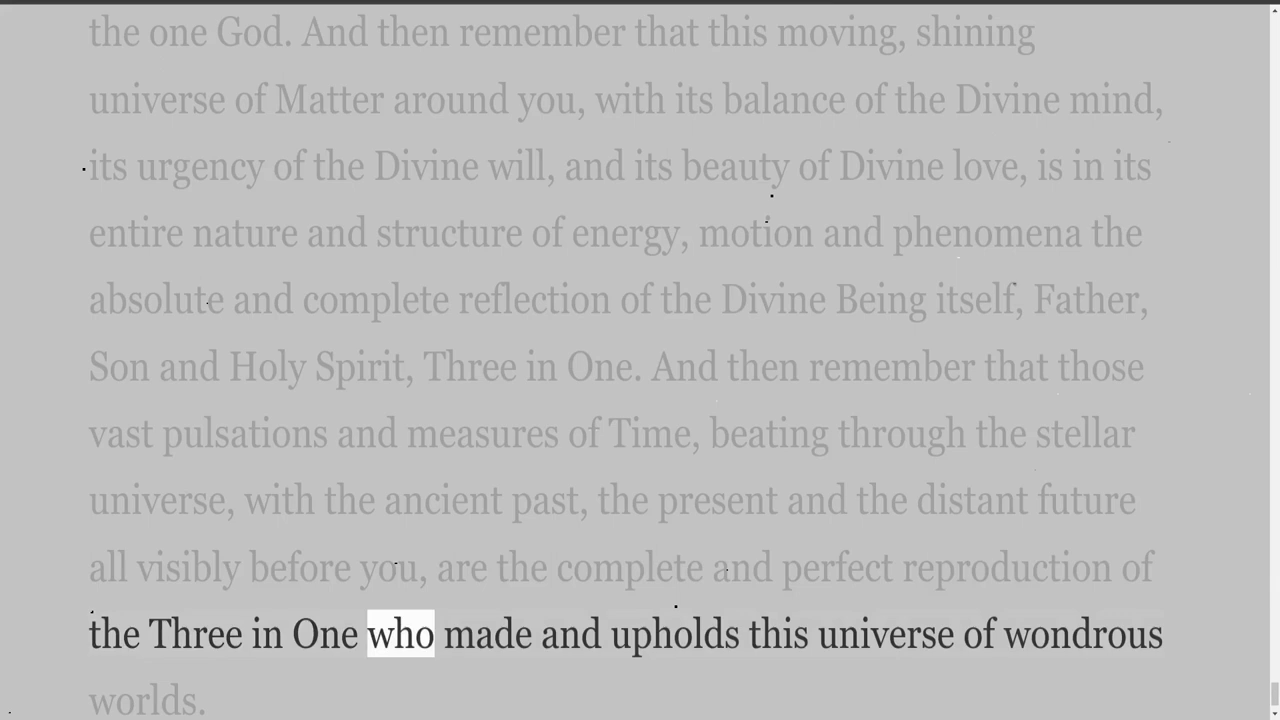 the one God. And then remember that this moving, shining
universe of Matter around you, with its balance of the Divine mind,
its urgency of the Divine will, and its beauty of Divine love, is in its
entire nature and structure of energy, motion and phenomena the
absolute and complete reflection of the Divine Being itself, Father,
Son and Holy Spirit, Three in One. And then remember that those
vast pulsations and measures of Time, beating through the stellar
universe, with the ancient past, the present and the distant future
all visibly before you, are the complete and perfect reproduction of
the Three in One who made and upholds this universe of wondrous
worlds.